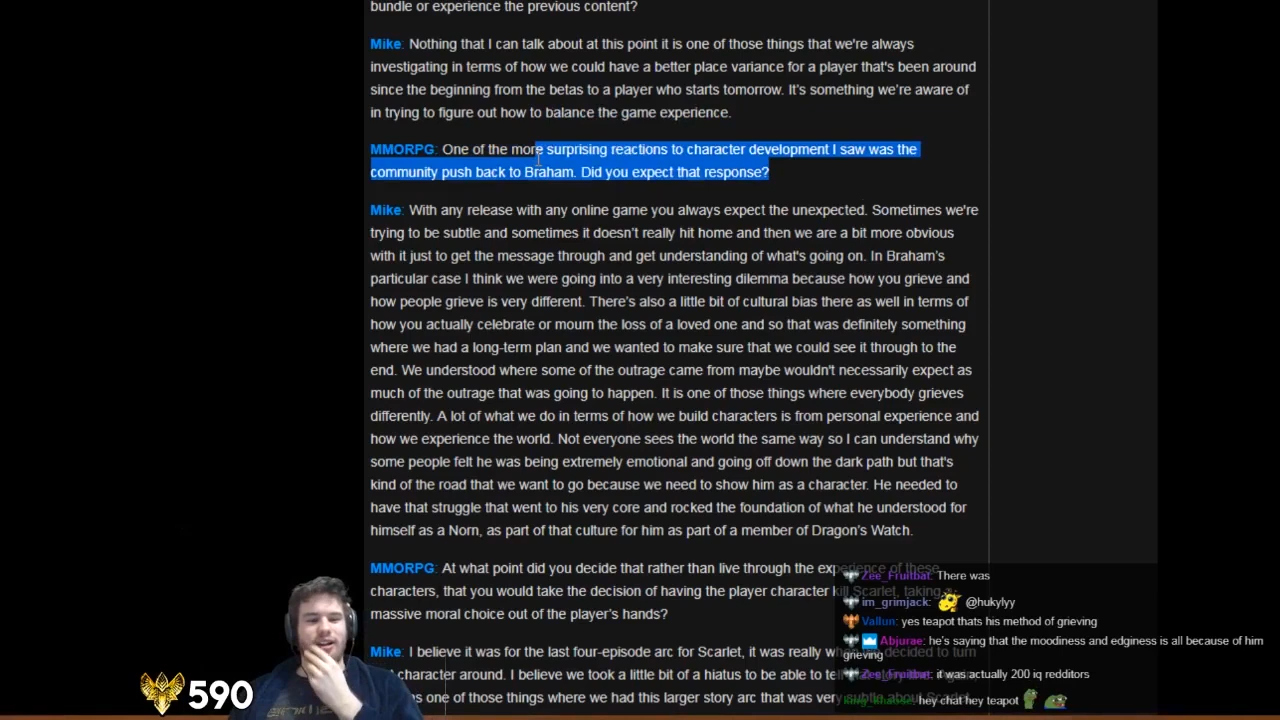 bundle or experience the previous content?
Mike: Nothing that I can talk about at this point it is one of those things that we're always
investigating in terms of how we could have a better place variance for a player that's been around
since the beginning from the betas to a player who starts tomorrow. It's something we're aware of
in trying to figure out how to balance the game experience.
MMORPG: One of the more surprising reactions to character development I saw was the
community push back to Braham. Did you expect that response?
Mike: With any release with any online game you always expect the unexpected. Sometimes we're
trying to be subtle and sometimes it doesn't really hit home and then we are a bit more obvious
with it just to get the message through and get understanding of what's going on. In Braham's
particular case I think we were going into a very interesting dilemma because how you grieve and
how people grieve is very different. There's also a little bit of cultural bias there as well in terms of
how you actually celebrate or mourn the loss of a loved one and so that was definitely something
where we had a long-term plan and we wanted to make sure that we could see it through to the
end. We understood where some of the outrage came from maybe wouldn't necessarily expect as
much of the outrage that was going to happen. It is one of those things where everybody grieves
differently. A lot of what we do in terms of how we build characters is from personal experience and
how we experience the world. Not everyone sees the world the same way so I can understand why
some people felt he was being extremely emotional and going off down the dark path but that's
kind of the road that we want to go because we need to show him as a character. He needed to
have that struggle that went to his very core and rocked the foundation of what he understood for
himself as a Norn, as part of that culture for him as part of a member of Dragon's Watch.
MMORPG: At what point did you decide that rather than live through the experience of these
characters, that you would take the decision of having the player character kill Scarlet, taking a
massive moral choice out of the player's hands?
Mike: I believe it was for the last four-episode arc for Scarlet, it was really decided to turn
character around. I believe we took a little bit of a hiatus to be able to
one of those things where we had this larger story arc that was very subtle about Scarlet
Zee_Fruitbat: There was
im_grimjack: @hukylyy
Vallun: yes teapot thats his method of grieving
Abjurae: he's saying that the moodiness and edginess is all because of him
grieving
Zee_Fruitbat: it was actually 200 iq redditors
hey chat hey teapot
590